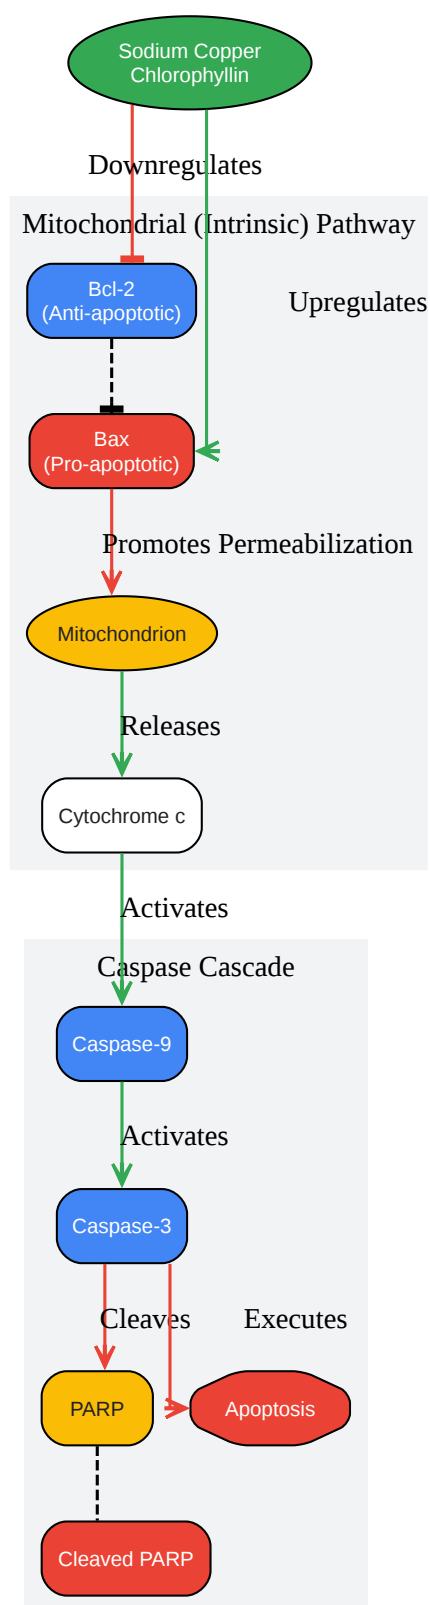 Sodium Copper
Chlorophyllin
Downregulates
Mitochondrial (Intrinsic) Pathway
Bcl-2
(Anti-apoptotic)
Upregulates
Bax
(Pro-apoptotic)
Promotes Permeabilization
Mitochondrion
Releases
Cytochrome c
Activates
Caspase Cascade
Caspase-9
Activates
Caspase-3
Cleaves
Executes
PARP
Apoptosis
Cleaved PARP